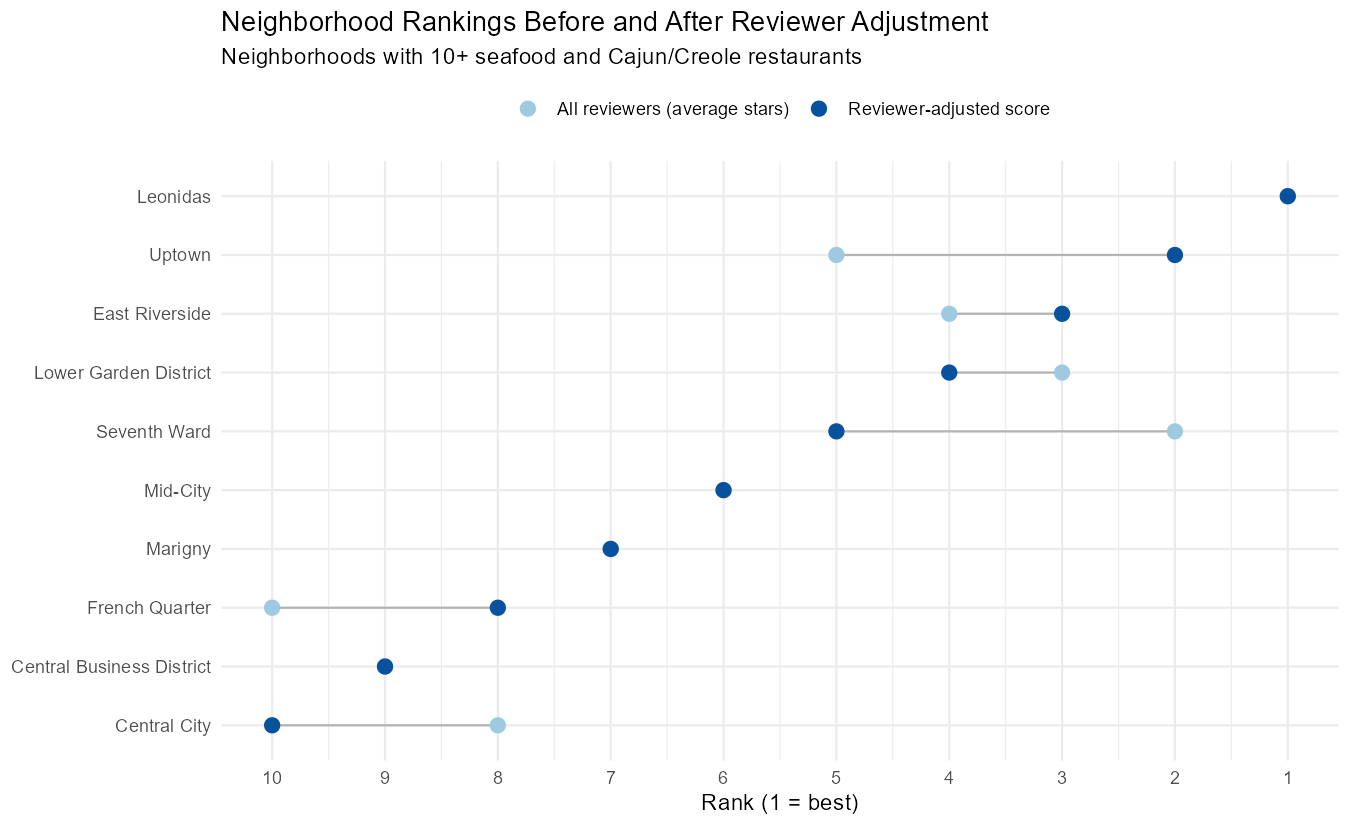 Neighborhood Rankings Before and After Reviewer Adjustment
Neighborhoods with 10+ seafood and Cajun/Creole restaurants
All reviewers (average stars) Reviewer-adjusted score
Leonidas
Uptown
East Riverside
Lower Garden District
Seventh Ward
Mid-City
Marigny
French Quarter
Central Business District
Central City
10 9 8 7 6 5 4 3 2 1
Rank (1 = best)